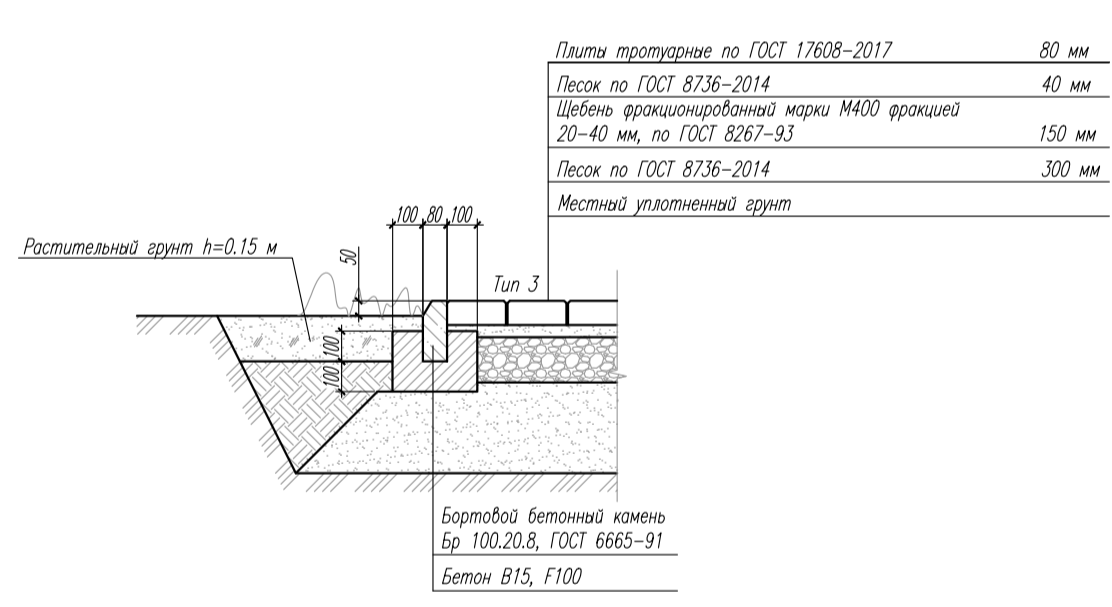 Плиты тротуарные по ГОСТ 17608-2017 80 мм
Песок по ГОСТ 8736-2014 40 мм
Щебень фракционированный марки М400 фракцией
20-40 мм, по ГОСТ 8267-93 150 мм
Песок по ГОСТ 8736-2014 300 мм
Местный уплотненный грунт
100 80 100
Растительный грунт h=0.15 м
50
Тип 3
100
100
Бортовой бетонный камень
Бр 100.20.8, ГОСТ 6665-91
Бетон В15, F100